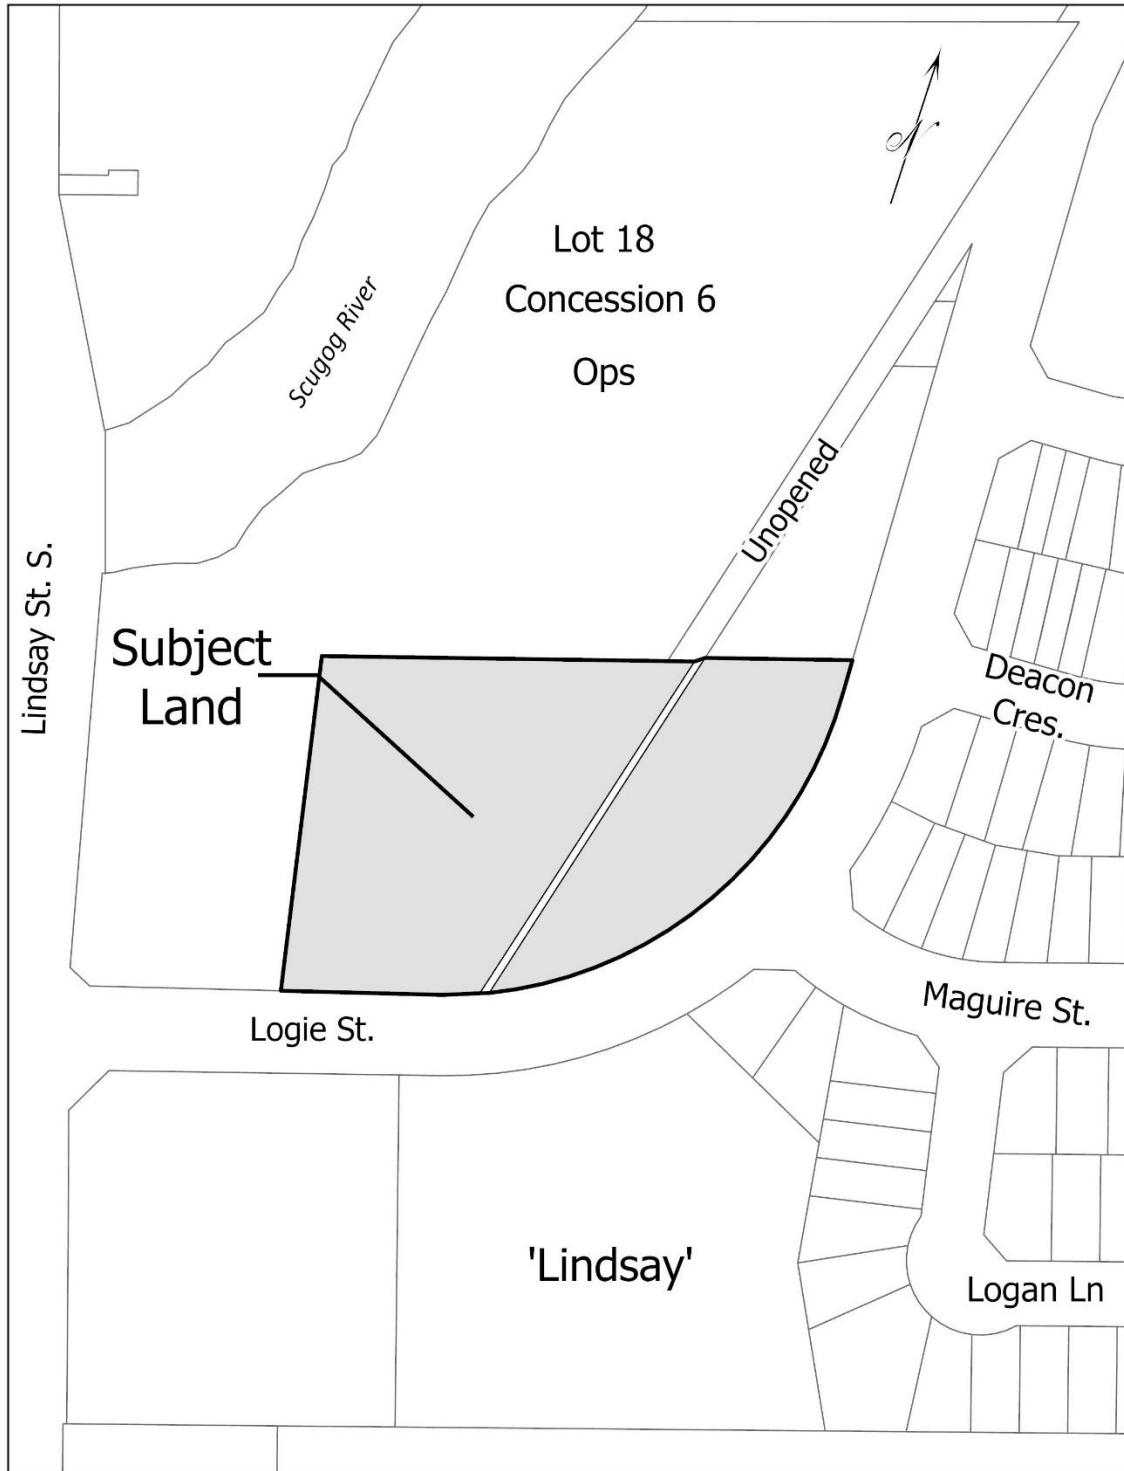 N
Lot 18
Concession 6
Ops
Scugog River
Unopened
Lindsay St. S.
Subject
Land
Deacon
Cres.
Maguire St.
Logie St.
'Lindsay'
Logan Ln